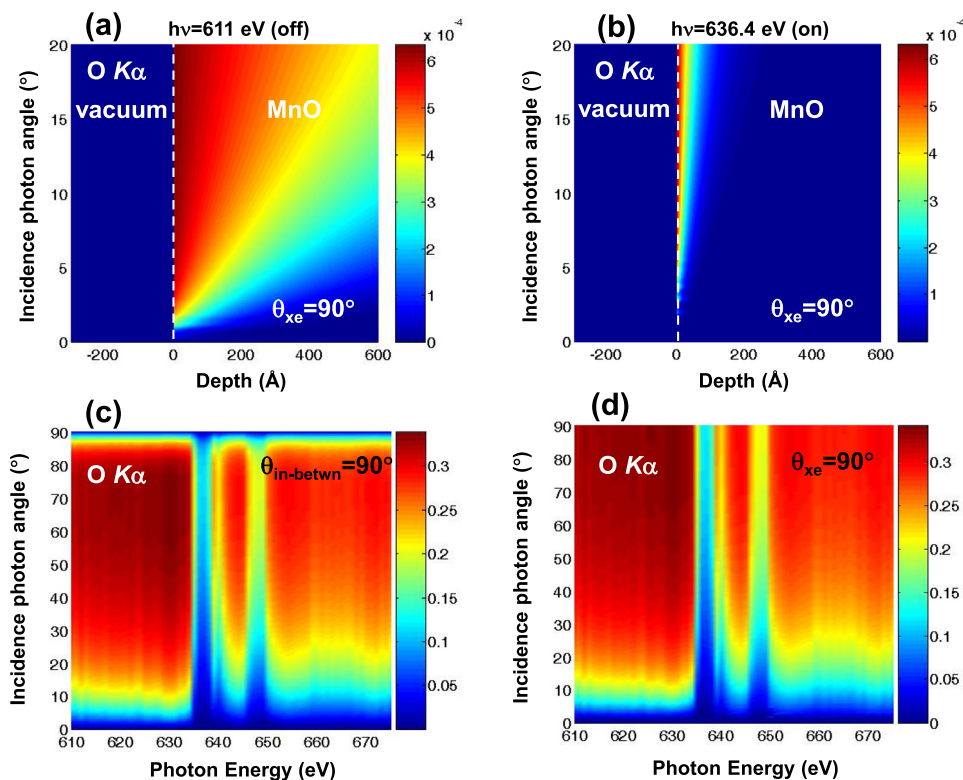 (a)
hν=611 eV (off)
x 10⁻⁴
20
15
10
5
0
Incidence photon angle (°)
O Kα
vacuum
MnO
θxe=90°
-200
0
200
400
600
Depth (Å)
6
5
4
3
2
1
0
(b)
hν=636.4 eV (on)
x 10⁻⁴
20
15
10
5
0
Incidence photon angle (°)
O Kα
vacuum
MnO
θxe=90°
-200
0
200
400
600
Depth (Å)
6
5
4
3
2
1
(c)
90
80
70
60
50
40
30
20
10
0
Incidence photon angle (°)
O Kα
θin-betwn=90°
610
620
630
640
650
660
670
Photon Energy (eV)
0.3
0.25
0.2
0.15
0.1
0.05
(d)
90
80
70
60
50
40
30
20
10
0
Incidence photon angle (°)
O Kα
θxe=90°
610
620
630
640
650
660
670
Photon Energy (eV)
0.3
0.25
0.2
0.15
0.1
0.05
0